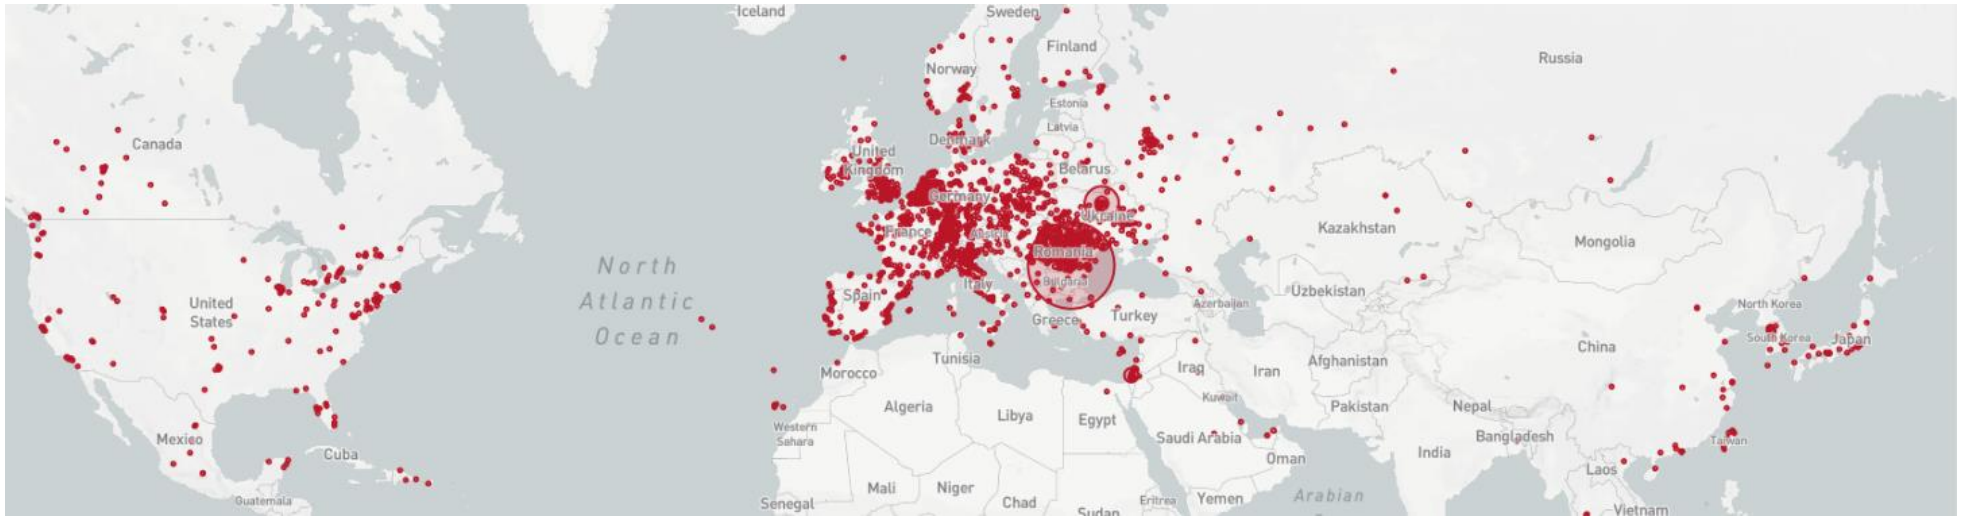 Iceland
Sweden
Finland
Russia
Norway
Estonia
Latvia
Denmark
Canada
United
Kingdom
Belarus
Germany
Ukraine
France
Austria
Kazakhstan
Mongolia
Romania
North
Atlantic
Ocean
Italy
Bulgaria
Spain
Uzbekistan
United
States
Azerbaijan
North Korea
Greece
Turkey
South Korea
Japan
China
Tunisia
Afghanistan
Morocco
Iraq
Iran
Kuwait
Algeria
Libya
Egypt
Pakistan
Nepal
Western
Sahara
Mexico
Saudi Arabia
Bangladesh
Taiwan
Cuba
India
Oman
Laos
Mali
Niger
Guatemala
Senegal
Chad
Eritrea
Yemen
Arabian
Sudan
Vietnam